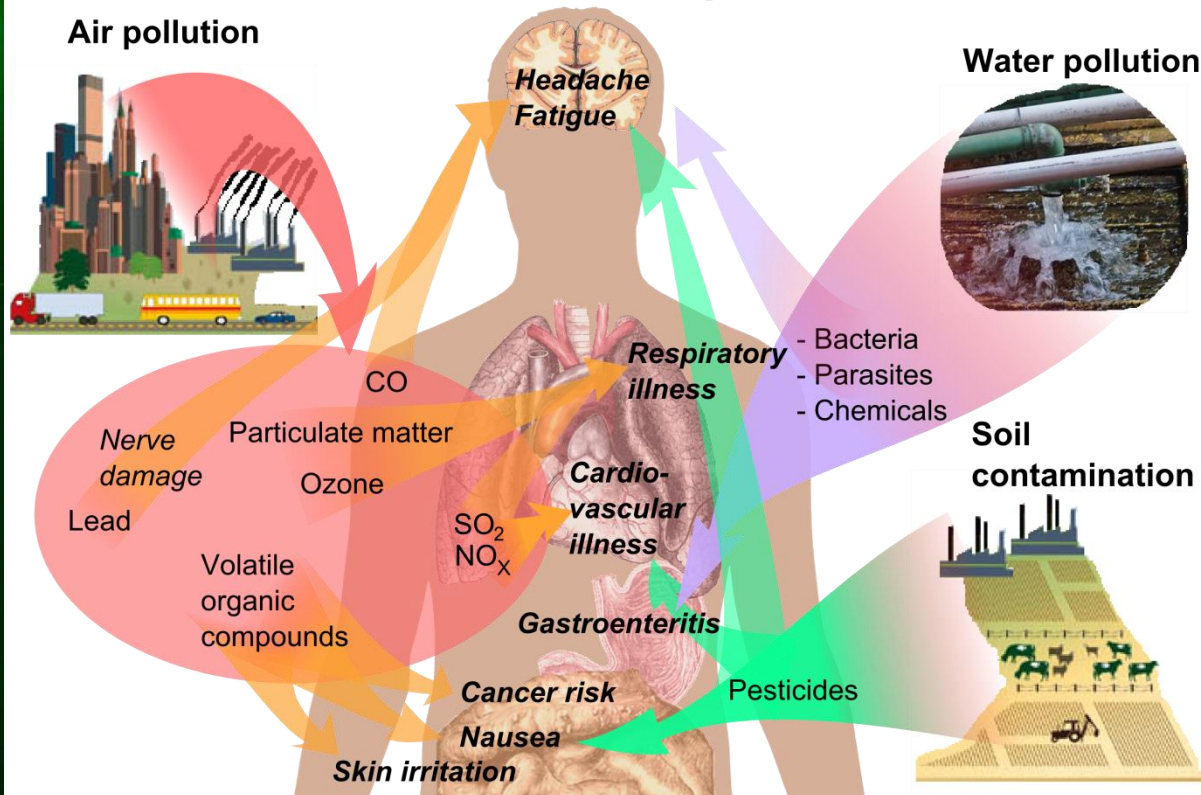 Air pollution
Water pollution
Headache
Fatigue
Respiratory
illness
- Bacteria
- Parasites
- Chemicals
CO
Nerve
damage
Particulate matter
Ozone
Lead
SO₂
NOₓ
Cardio-
vascular
illness
Soil
contamination
Volatile
organic
compounds
Gastroenteritis
Cancer risk
Pesticides
Nausea
Skin irritation